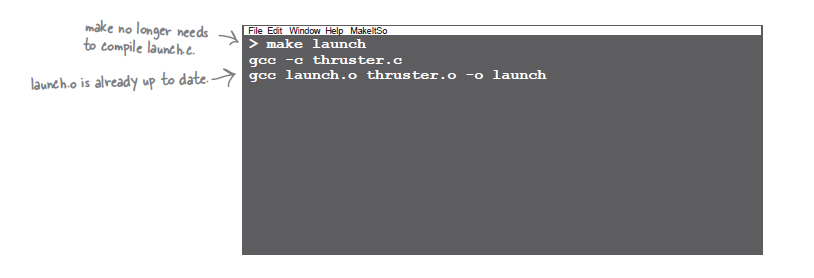 make no longer needs
to compile launch.c.
launch.o is already up to date.
File Edit Window Help MakeItSo
> make launch
gcc -c thruster.c
gcc launch.o thruster.o -o launch